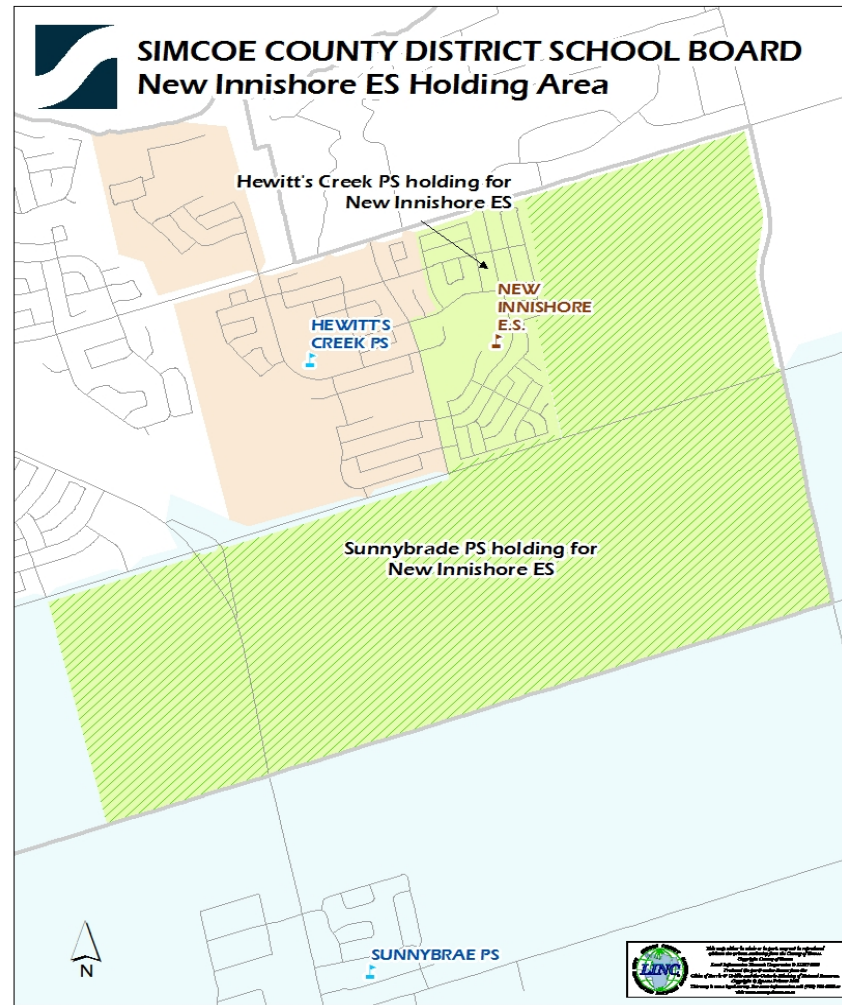 SIMCOE COUNTY DISTRICT SCHOOL BOARD
New Innishore ES Holding Area
Hewitt's Creek PS holding for
New Innishore ES
NEW
INNISHORE
E.S.
HEWITT'S
CREEK PS
Sunnybrade PS holding for
New Innishore ES
N
SUNNYBRAE PS
LINC